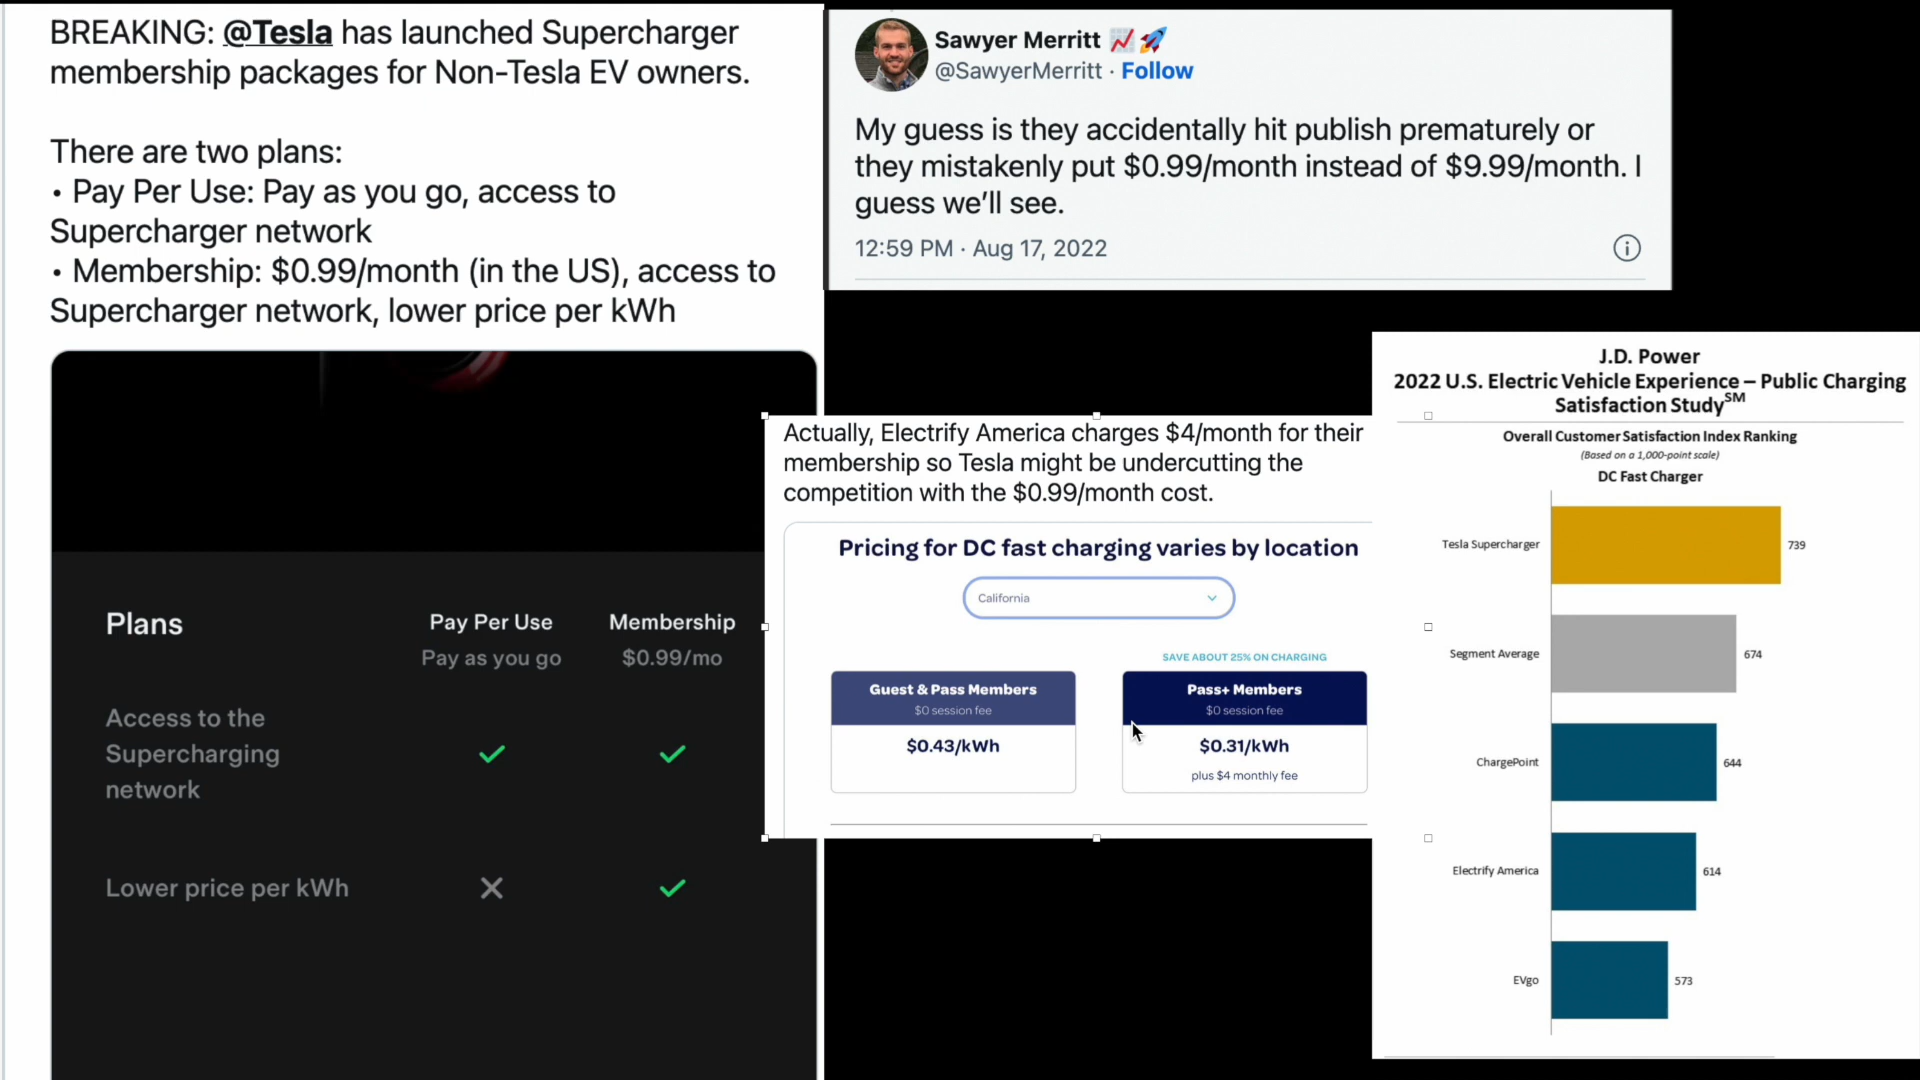 BREAKING: @Tesla has launched Supercharger
membership packages for Non-Tesla EV owners.
There are two plans:
• Pay Per Use: Pay as you go, access to
Supercharger network
• Membership: $0.99/month (in the US), access to
Supercharger network, lower price per kWh
Plans
Pay Per Use
Membership
Pay as you go
$0.99/mo
Access to the
Supercharging
network
Lower price per kWh
Sawyer Merritt
@SawyerMerritt · Follow
My guess is they accidentally hit publish prematurely or
they mistakenly put $0.99/month instead of $9.99/month. I
guess we’ll see.
12:59 PM · Aug 17, 2022
Actually, Electrify America charges $4/month for their
membership so Tesla might be undercutting the
competition with the $0.99/month cost.
Pricing for DC fast charging varies by location
California
SAVE ABOUT 25% ON CHARGING
Guest & Pass Members
$0 session fee
$0.43/kWh
Pass+ Members
$0 session fee
$0.31/kWh
plus $4 monthly fee
J.D. Power
2022 U.S. Electric Vehicle Experience – Public Charging
Satisfaction StudySM
Overall Customer Satisfaction Index Ranking
(Based on a 1,000-point scale)
DC Fast Charger
Tesla Supercharger 739
Segment Average 674
ChargePoint 644
Electrify America 614
EVgo 573